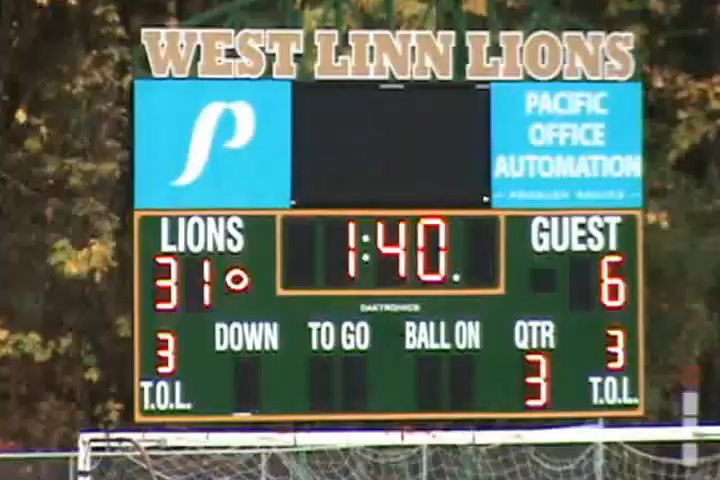 WEST LINN LIONS
PACIFIC
OFFICE
AUTOMATION
LIONS 1:40 GUEST
31 6
DAKTRONICS
DOWN TO GO BALL ON QTR
3 3 3
T.O.L. T.O.L.